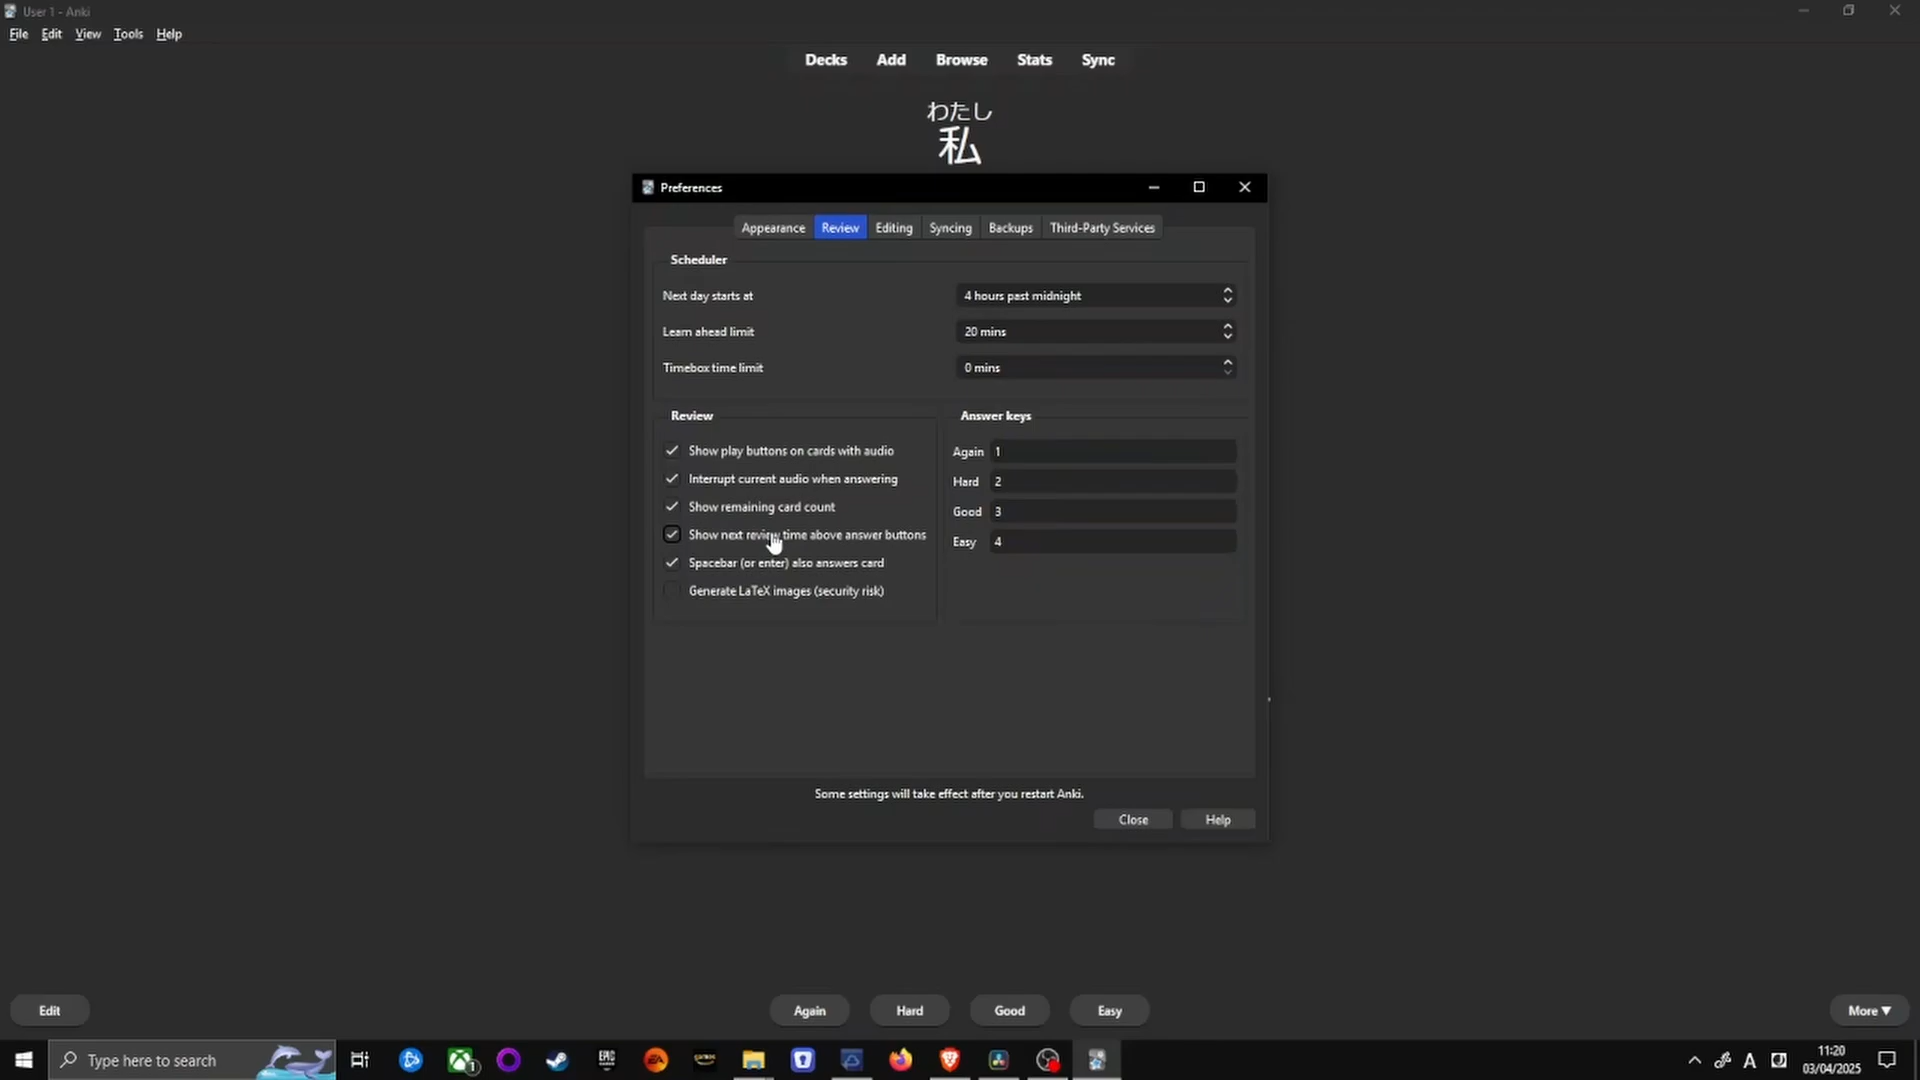 User 1 - Anki
File Edit View Tools Help
Decks Add Browse Stats Sync
わたし
私
Preferences
Appearance Review Editing Syncing Backups Third-Party Services
Scheduler
Next day starts at 4 hours past midnight
Learn ahead limit 20 mins
Timebox time limit 0 mins
Review Answer keys
Show play buttons on cards with audio Again 1
Interrupt current audio when answering Hard 2
Show remaining card count Good 3
Show next review time above answer buttons Easy 4
Spacebar (or enter) also answers card
Generate LaTeX images (security risk)
Some settings will take effect after you restart Anki.
Close Help
Edit Again Hard Good Easy More ▼
Type here to search EPIC GAMES EA 1 A 11:20
03/04/2025